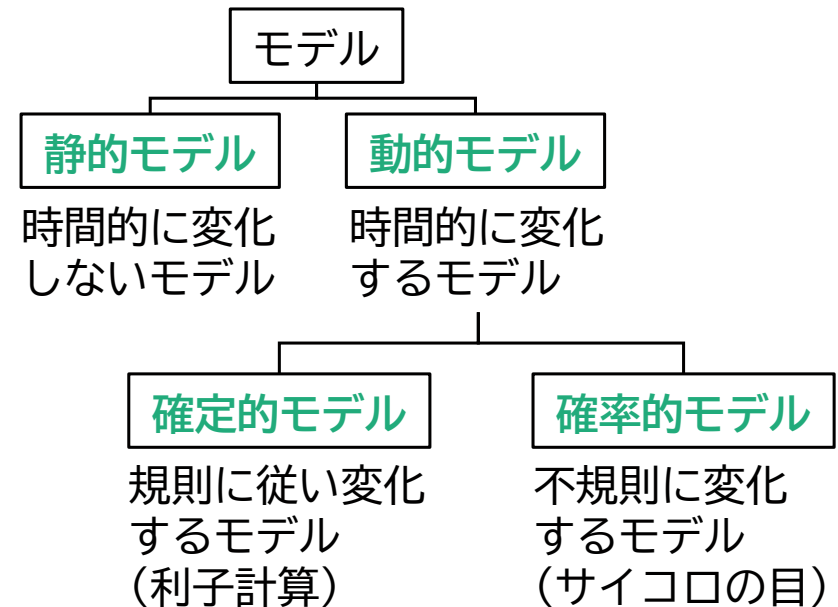 モデル
静的モデル
動的モデル
時間的に変化
しないモデル
時間的に変化
するモデル
確定的モデル
確率的モデル
規則に従い変化
するモデル
（利子計算）
不規則に変化
するモデル
（サイコロの目）